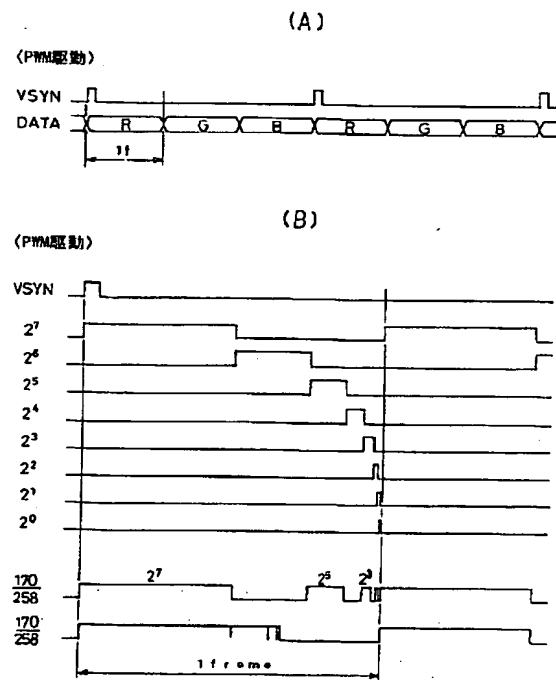 (A)
〈PWM駆動〉
VSYN
DATA R G B R G B
1f
(B)
〈PWM駆動〉
VSYN
2⁷
2⁶
2⁵
2⁴
2³
2²
2¹
2⁰
170/258 2⁷ 2⁵ 2³
170/258
1 frame